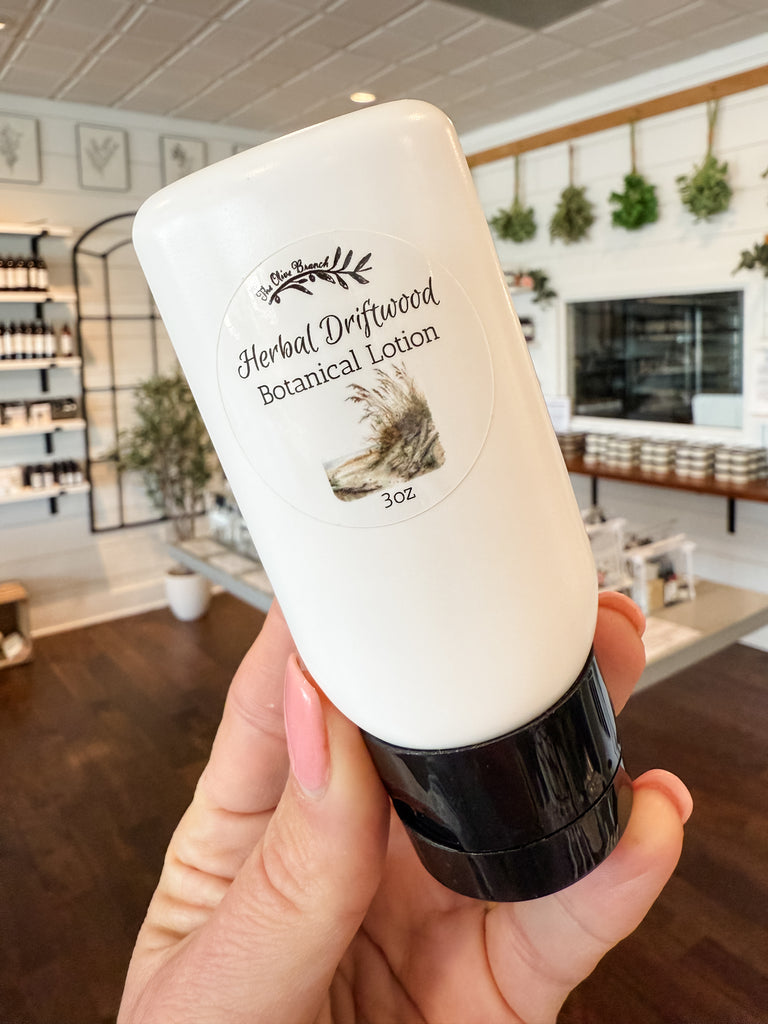 The Olive Branch
Herbal Driftwood
Botanical Lotion
3oz